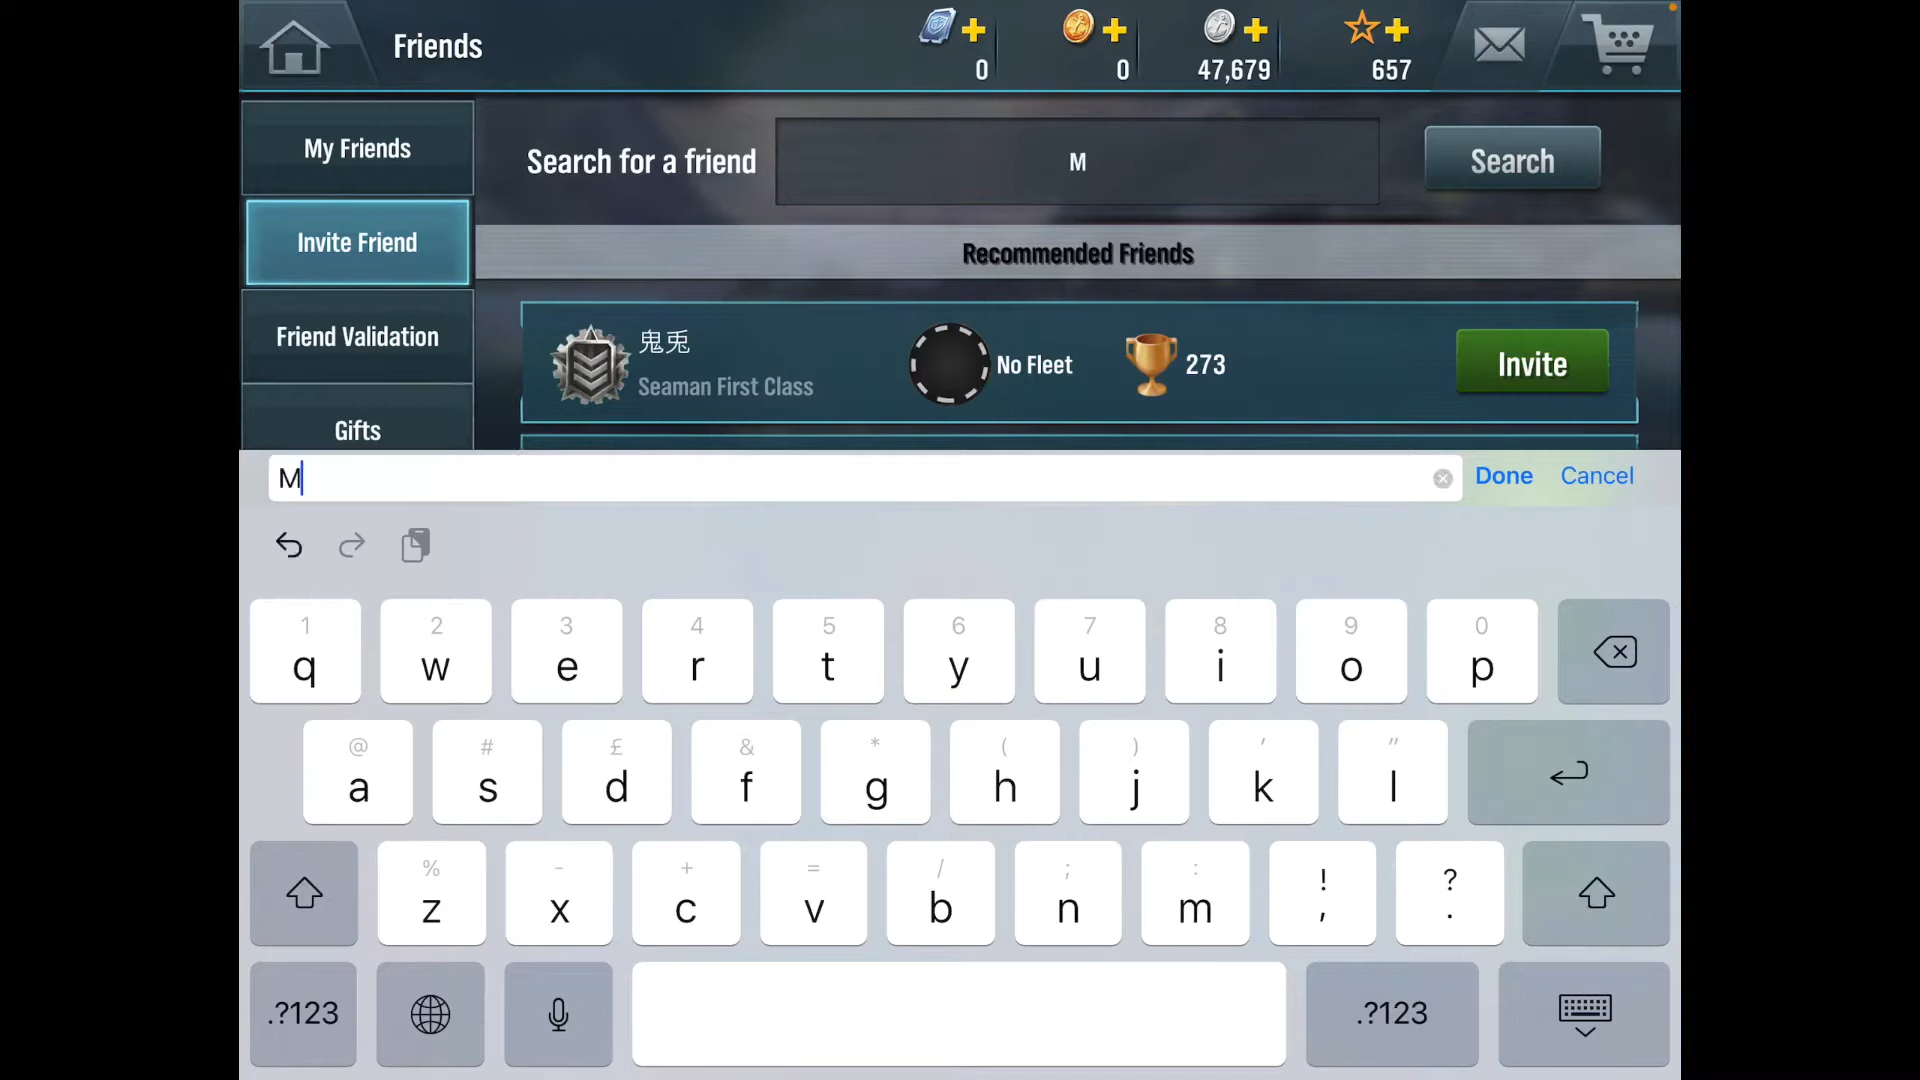 Friends
0
0
47,679
657
My Friends
Invite Friend
Friend Validation
Gifts
Search for a friend
M
Search
Recommended Friends
鬼兎
Seaman First Class
No Fleet
273
Invite
M
Done
Cancel
1 2 3 4 5 6 7 8 9 0
q w e r t y u i o p
@ # £ & * ( ) ' "
a s d f g h j k l
% - + = / ; : ! ?
z x c v b n m , .
.?123
.?123